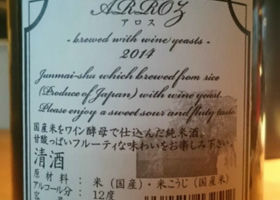 ARROZ
アロス
- brewed with wine yeasts -
2014
Junmai-shu which brewed from rice
(Produce of Japan) with wine yeast.
Please enjoy a sweet sour and fluty taste.
国産米をワイン酵母で仕込んだ純米酒。
甘酸っぱいフルーティな味わいをお楽しみ下さい。
清酒
原材料：米（国産）・米こうじ（国産米）
アルコール分：12度